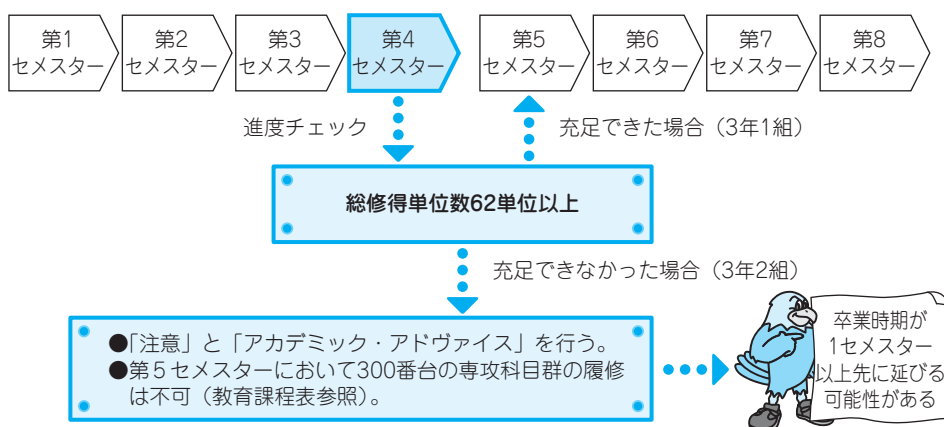 第1
セメスター
第2
セメスター
第3
セメスター
第4
セメスター
第5
セメスター
第6
セメスター
第7
セメスター
第8
セメスター
進度チェック
充足できた場合（3年1組）
総修得単位数62単位以上
充足できなかった場合（3年2組）
●「注意」と「アカデミック・アドヴァイス」を行う。
●第５セメスターにおいて300番台の専攻科目群の履修
は不可（教育課程表参照）。
卒業時期が
1セメスター
以上先に延びる
可能性がある